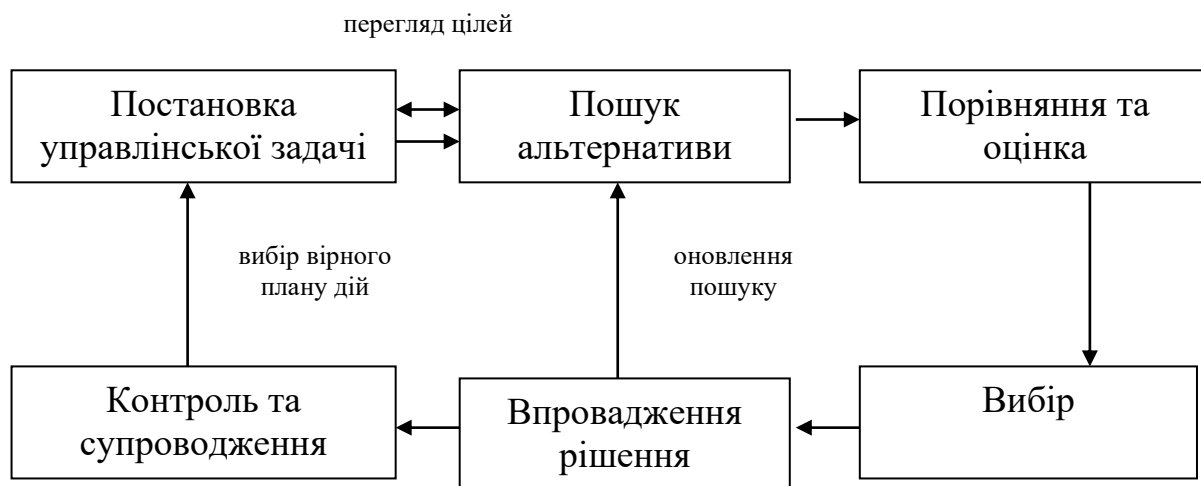 перегляд цілей
Постановка
управлінської задачі
Пошук
альтернативи
Порівняння та
оцінка
вибір вірного
плану дій
оновлення
пошуку
Контроль та
супроводження
Впровадження
рішення
Вибір